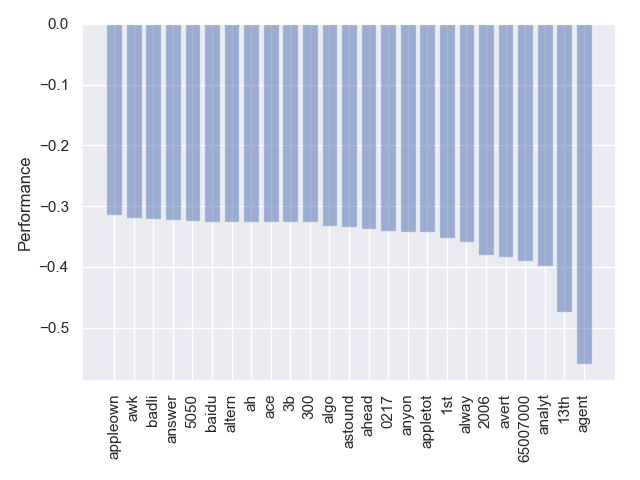 0.0
−0.1
−0.2
−0.3
−0.4
−0.5
Performance
appleown
awk
badli
answer
5050
baidu
altern
ah
ace
3b
300
algo
astound
ahead
0217
anyon
appletot
1st
alway
2006
avert
65007000
analyt
13th
agent